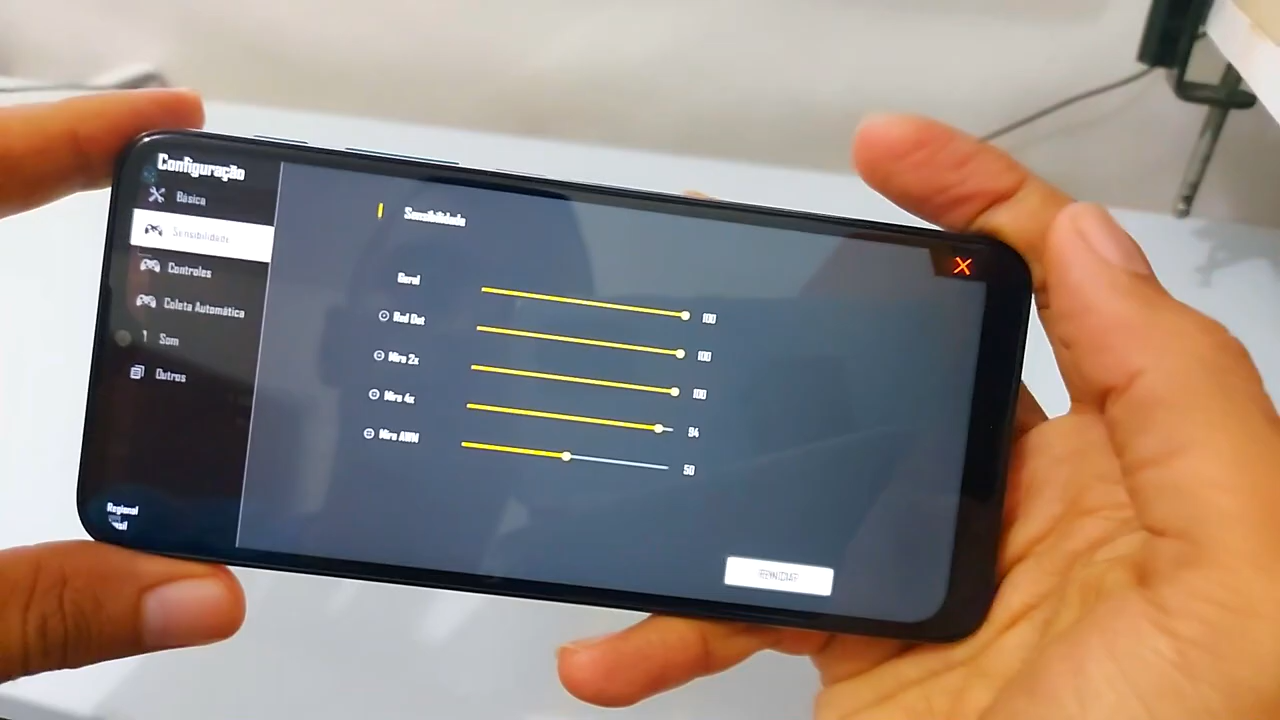 Configuração
Básica
Sensibilidade
Controles
Coleta Automática
Som
Outros
Regional
Sensibilidade
Geral
100
Red Dot
100
Mira 2x
100
Mira 4x
94
Mira AWM
50
REINICIAR